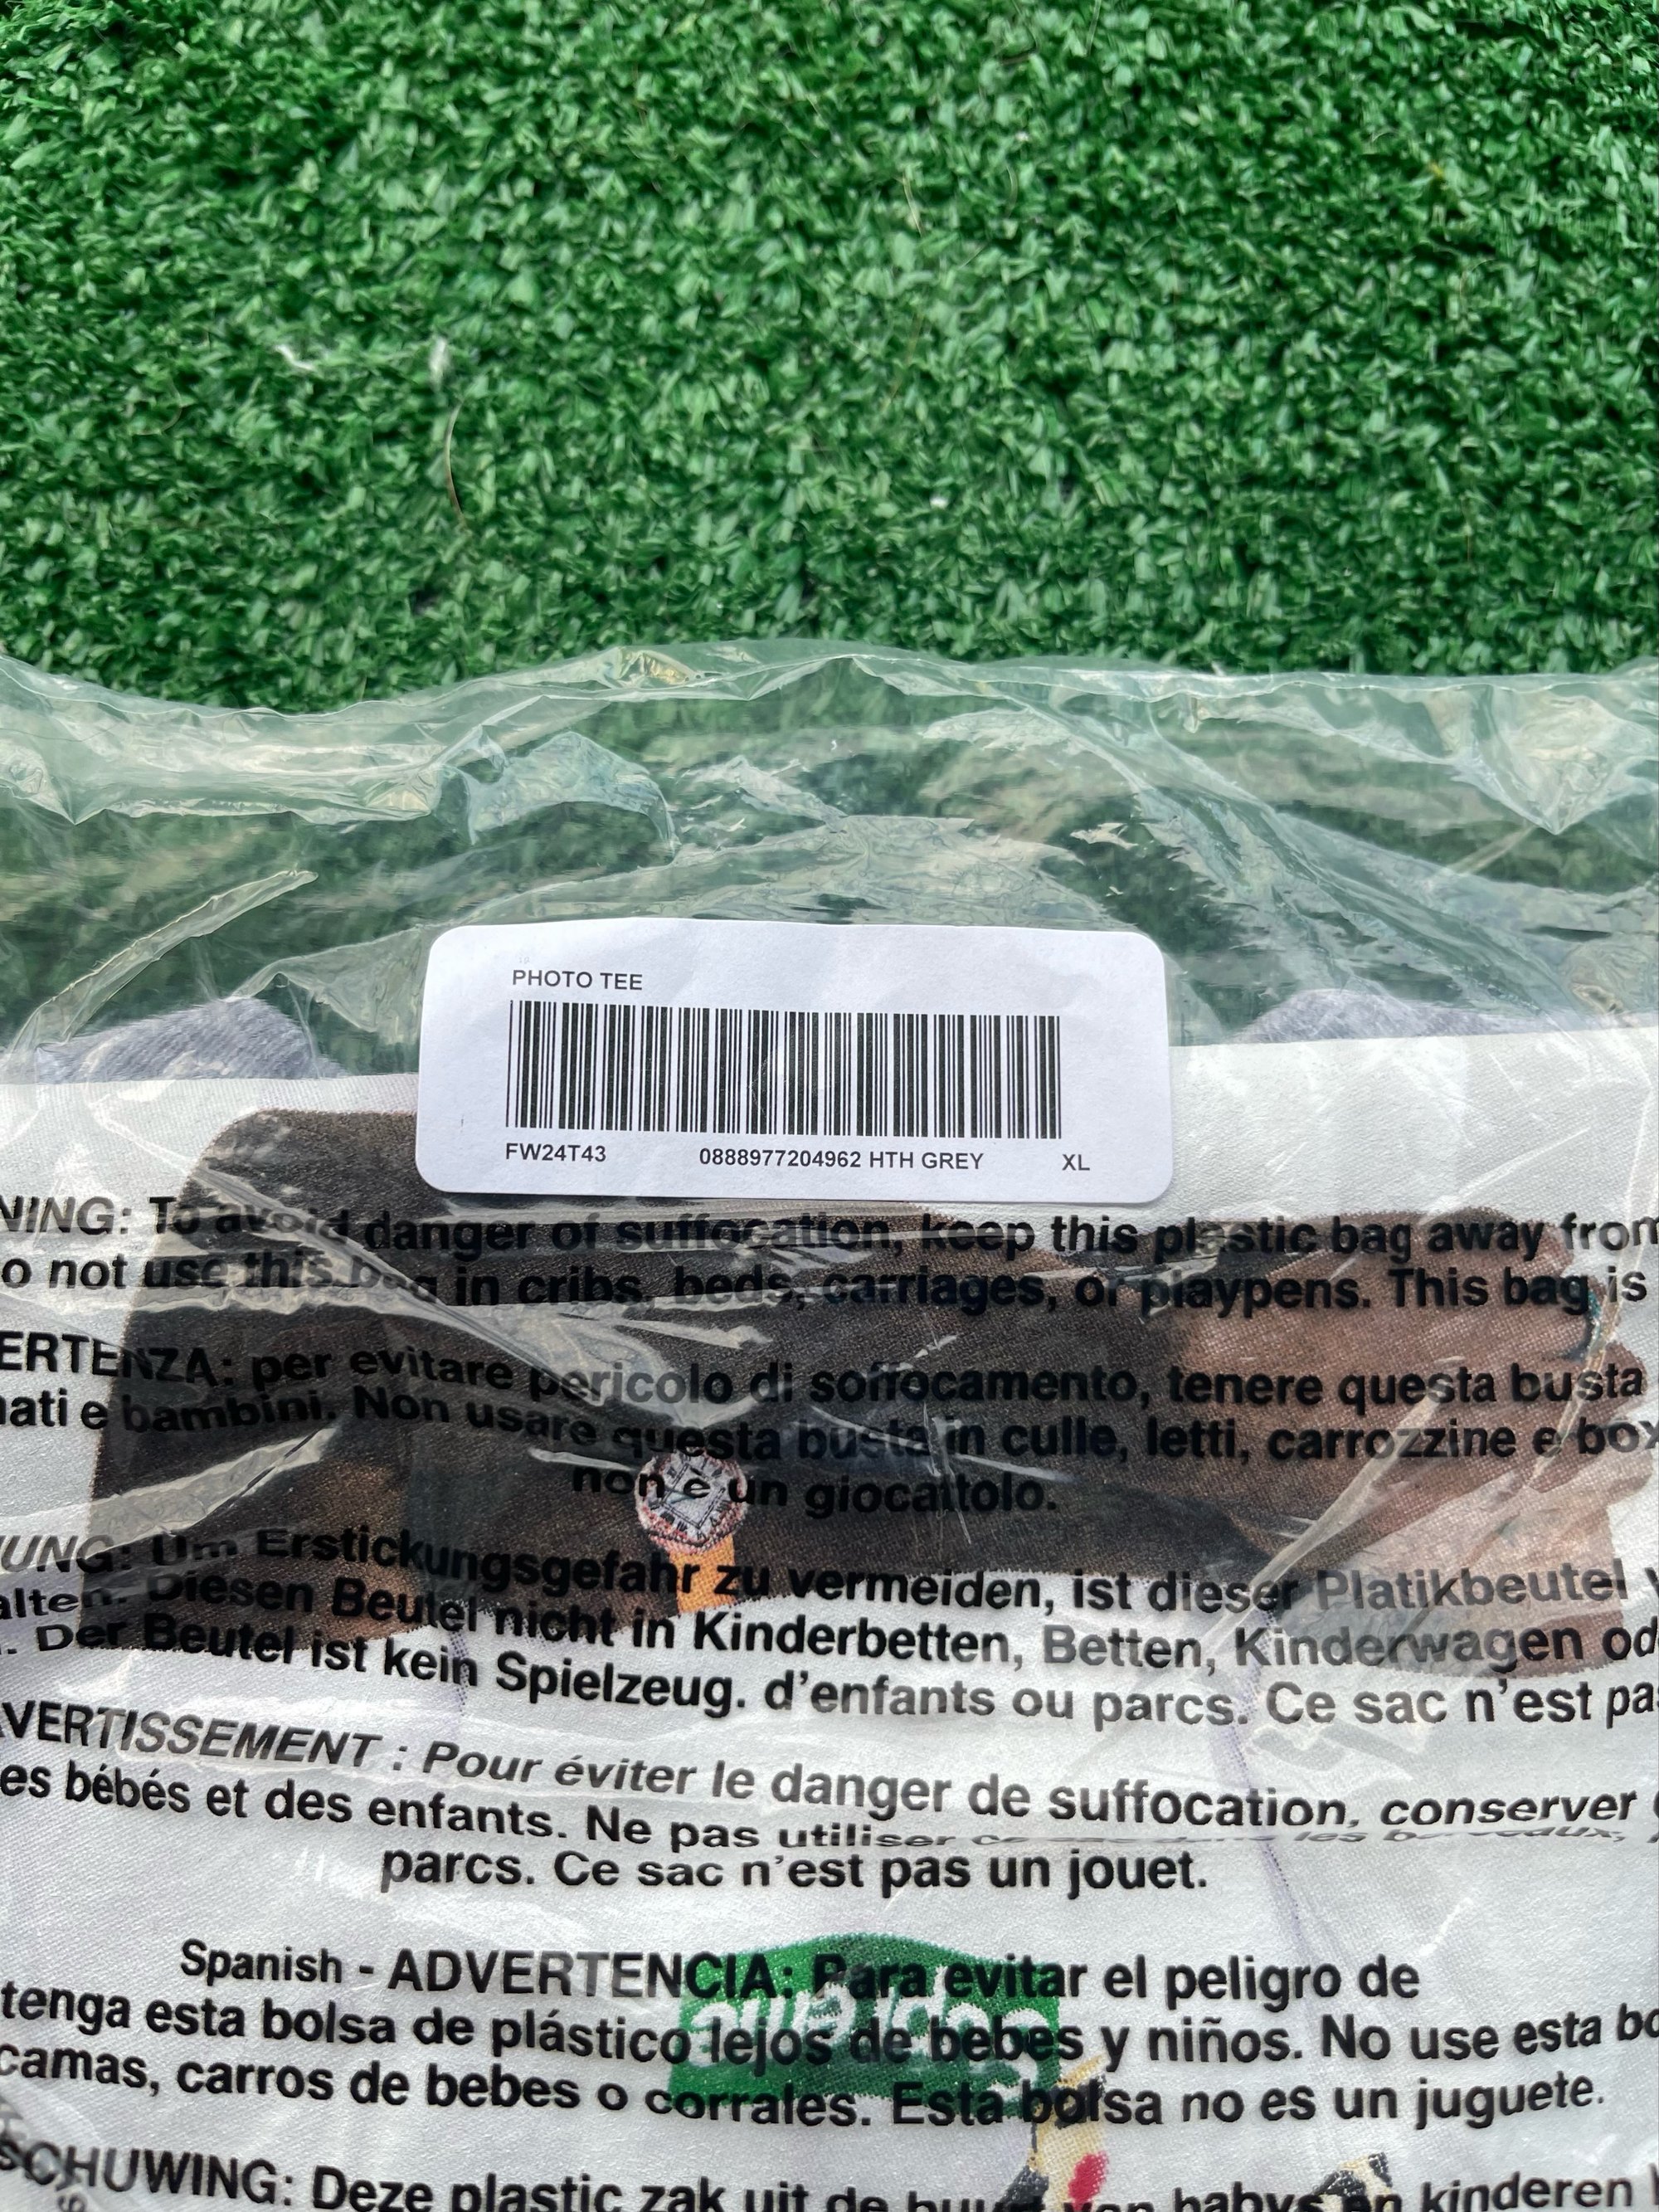 PHOTO TEE
FW24T43 0888977204962 HTH GREY XL
NING: To avoid danger of suffocation, keep this plastic bag away from
o not use this bag in cribs, beds, carriages, or playpens. This bag is
ERTENZA: per evitare pericolo di soffocamento, tenere questa busta
nati e bambini. Non usare questa busta in culle, letti, carrozzine e box
non è un giocattolo.
UNG: Um Erstickungsgefahr zu vermeiden, ist dieser Platikbeutel v
alten. Diesen Beutel nicht in Kinderbetten, Betten, Kinderwagen od
. Der Beutel ist kein Spielzeug. d'enfants ou parcs. Ce sac n'est pas
VERTISSEMENT : Pour éviter le danger de suffocation, conserver
es bébés et des enfants. Ne pas utiliser
parcs. Ce sac n'est pas un jouet.
Spanish - ADVERTENCIA: Para evitar el peligro de
tenga esta bolsa de plástico lejos de bebes y niños. No use esta bo
camas, carros de bebes o corrales. Esta bolsa no es un juguete.
SCHUWING: Deze plastic zak uit de van babys en kinderen